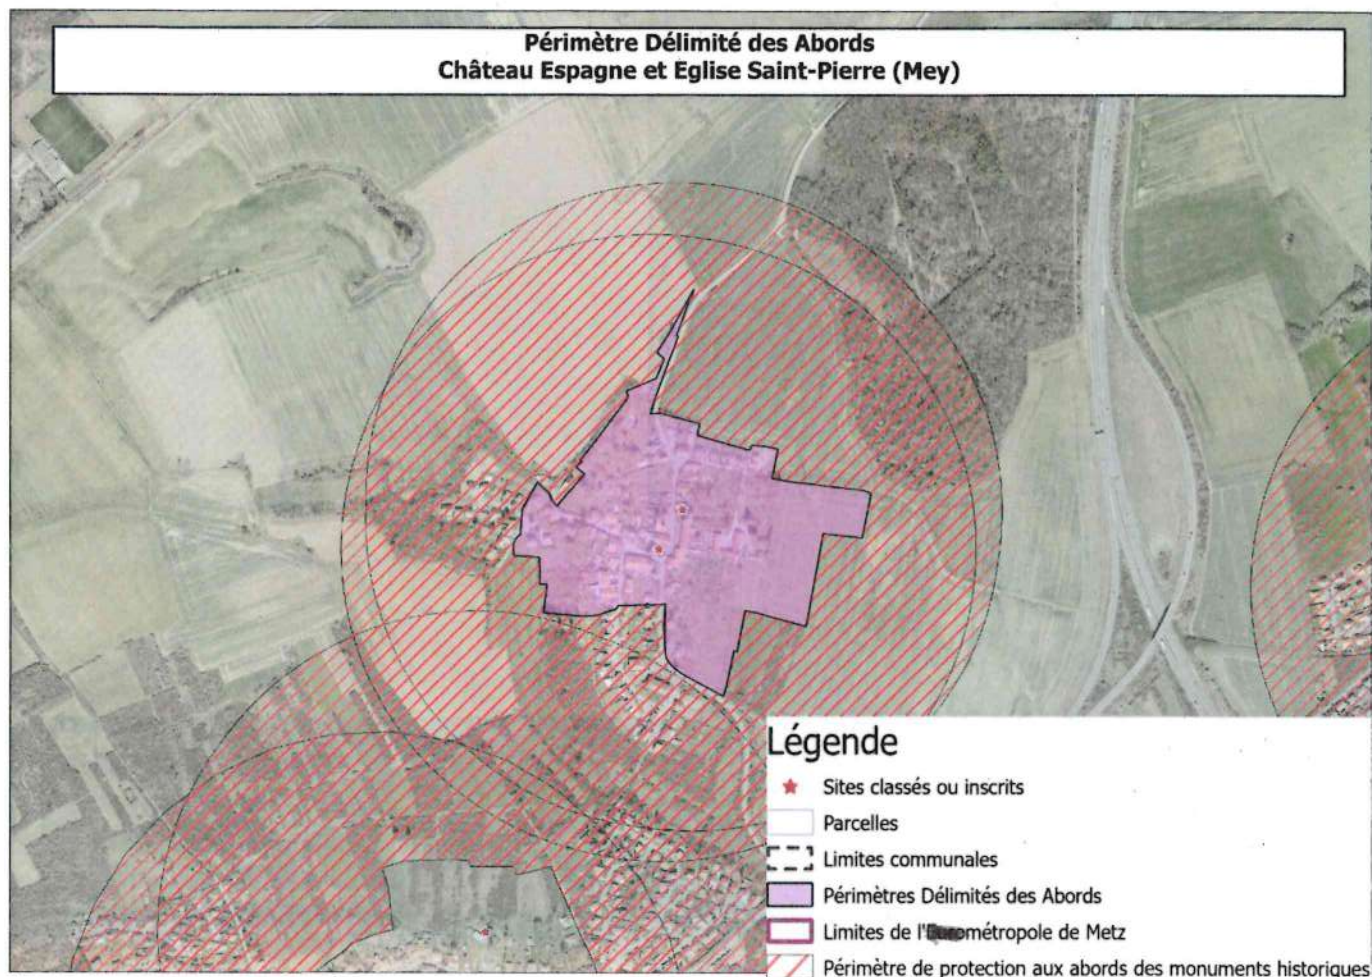 Périmètre Délimité des Abords
Château Espagne et Eglise Saint-Pierre (Mey)
Légende
Sites classés ou inscrits
Parcelles
Limites communales
Périmètres Délimités des Abords
Limites de l'Eurométropole de Metz
Périmètre de protection aux abords des monuments historiques